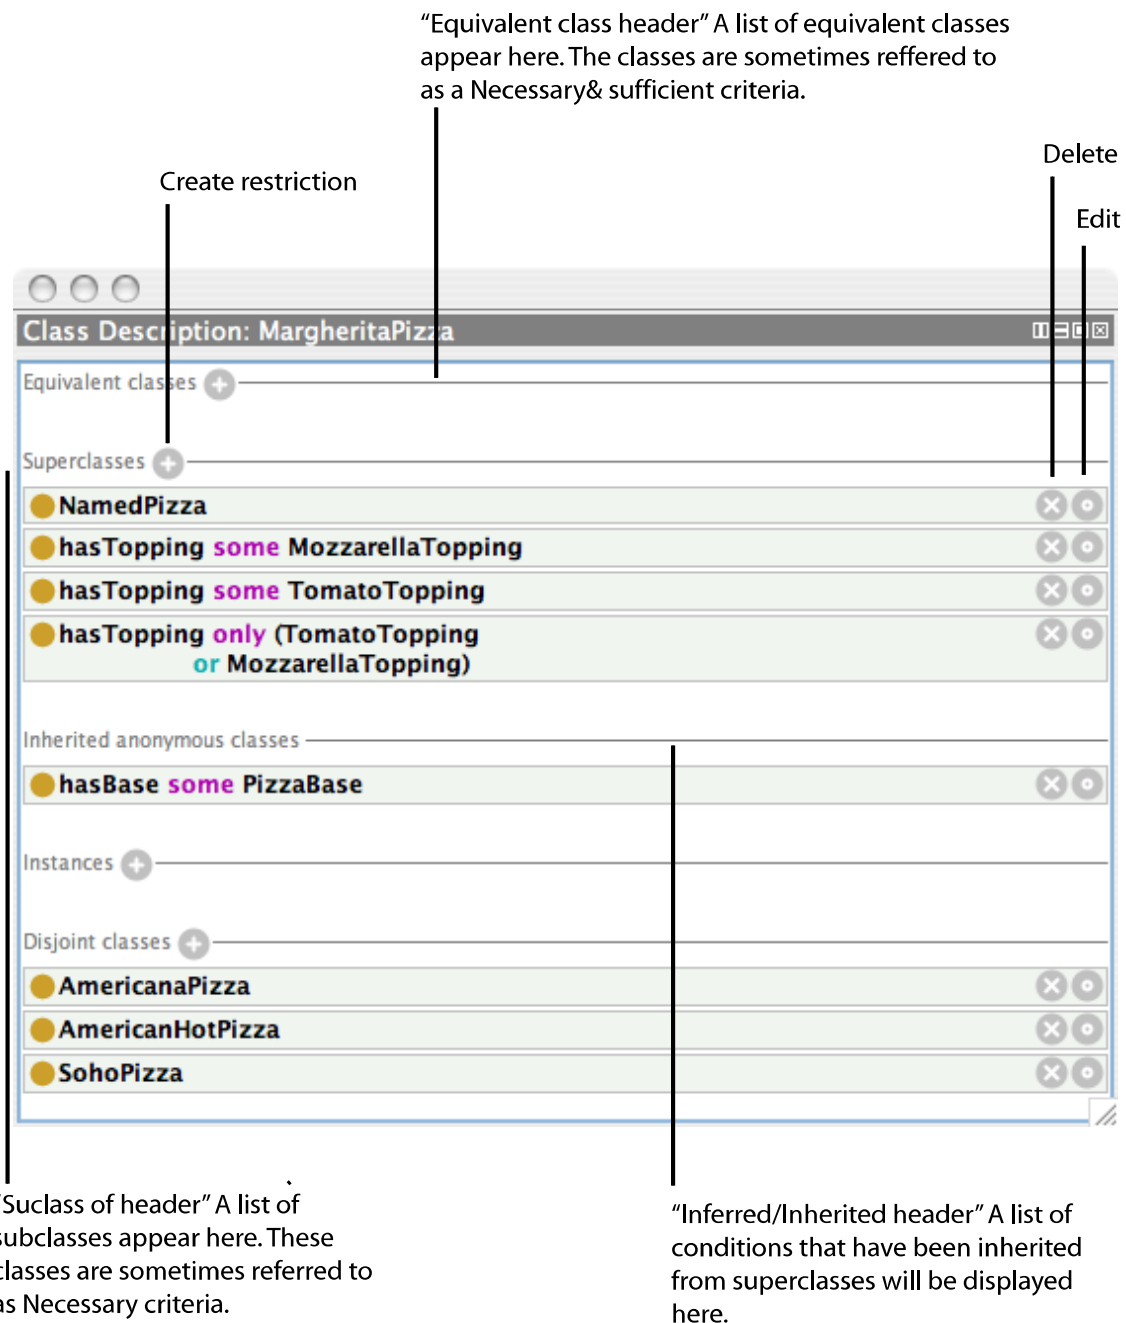 “Equivalent class header” A list of equivalent classes
appear here. The classes are sometimes reffered to
as a Necessary& sufficient criteria.
Delete
Create restriction
Edit
Class Description: MargheritaPizza
Equivalent classes
Superclasses
NamedPizza
hasTopping some MozzarellaTopping
hasTopping some TomatoTopping
hasTopping only (TomatoTopping
or MozzarellaTopping)
Inherited anonymous classes
hasBase some PizzaBase
Instances
Disjoint classes
AmericanaPizza
AmericanHotPizza
SohoPizza
“Suclass of header” A list of
subclasses appear here. These
classes are sometimes referred to
as Necessary criteria.
“Inferred/Inherited header” A list of
conditions that have been inherited
from superclasses will be displayed
here.